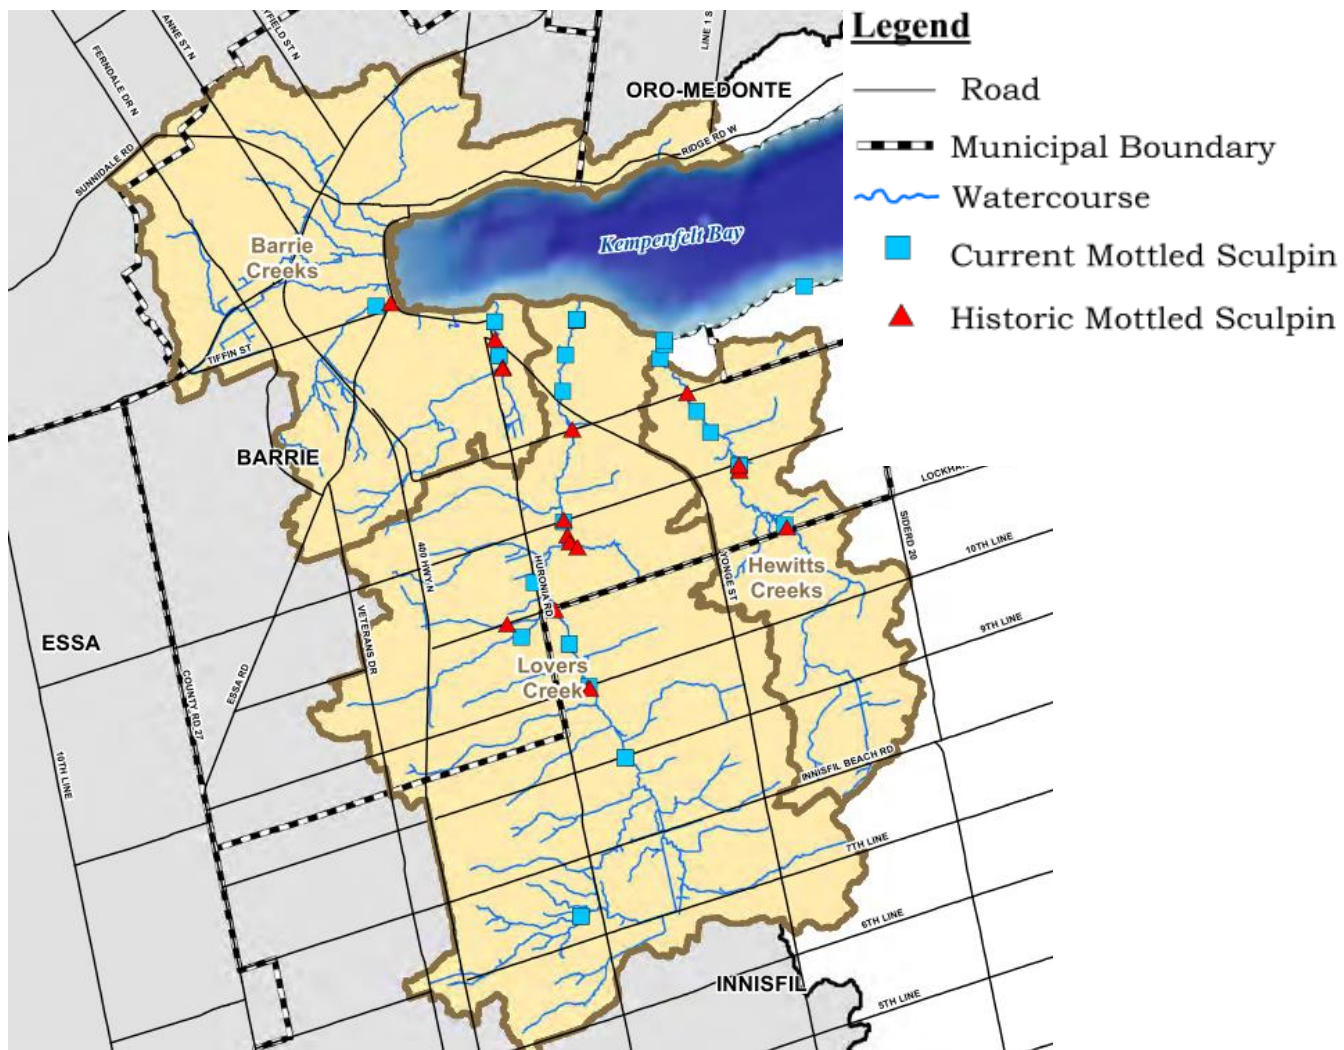 Legend
Road
Municipal Boundary
Watercourse
Current Mottled Sculpin
Historic Mottled Sculpin
ANNE ST N
FERNDALE DR N
LINE 1 S
ORO-MEDONTE
RIDGE RD W
SUNNIDALE RD
Kempenfelt Bay
Barrie
Creeks
TIFFIN ST
BARRIE
SIDERD 20
10TH LINE
400 HWY N
HURONIA RD
YONGE ST
Hewitts
Creeks
VETERANS DR
9TH LINE
ESSA
Lovers
Creek
ESSA RD
COUNTY RD 27
10TH LINE
INNISFIL BEACH RD
7TH LINE
6TH LINE
INNISFIL
5TH LINE